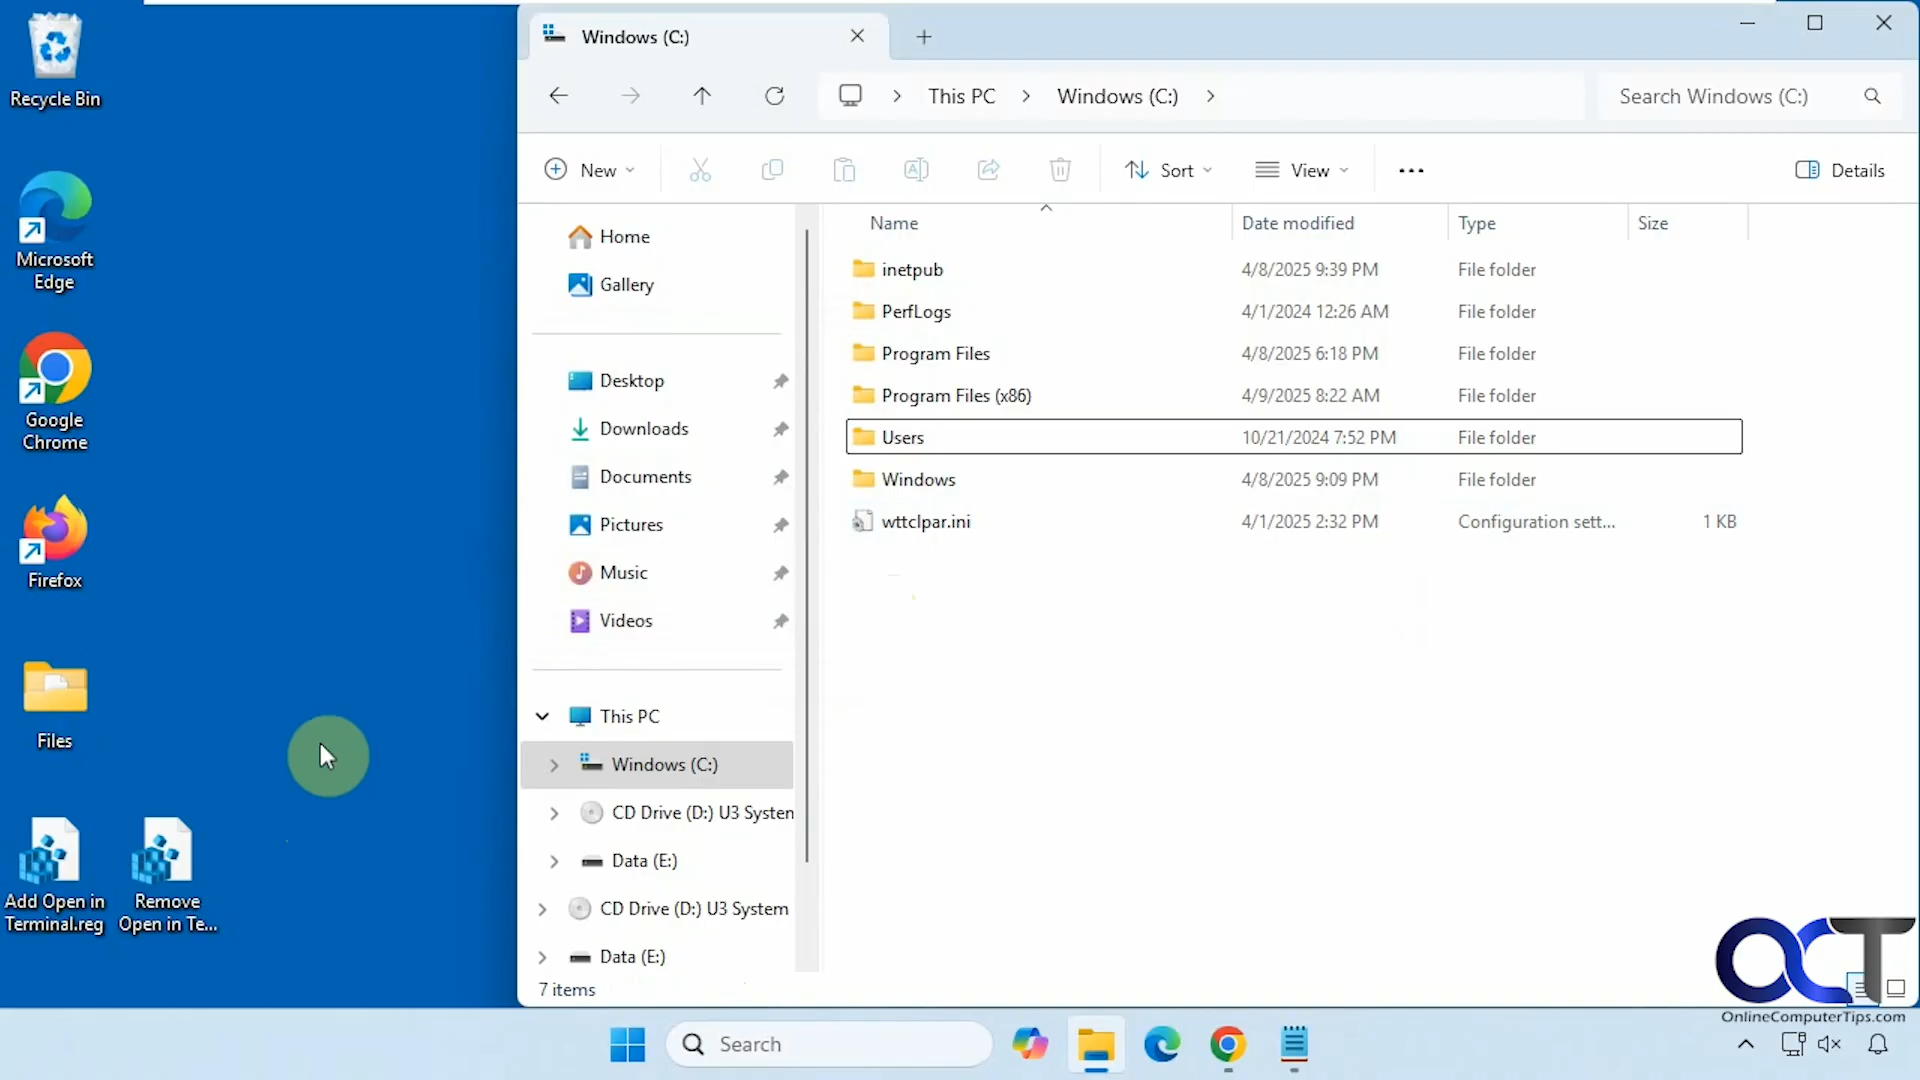 Recycle Bin
Microsoft
Edge
Google
Chrome
Firefox
Files
Add Open in
Terminal.reg
Remove
Open in Te...
Windows (C:)
This PC
Windows (C:)
Search Windows (C:)
New
Sort
View
Details
Home
Gallery
Desktop
Downloads
Documents
Pictures
Music
Videos
This PC
Windows (C:)
CD Drive (D:) U3 System
Data (E:)
CD Drive (D:) U3 System
Data (E:)
Name Date modified Type Size
inetpub 4/8/2025 9:39 PM File folder
PerfLogs 4/1/2024 12:26 AM File folder
Program Files 4/8/2025 6:18 PM File folder
Program Files (x86) 4/9/2025 8:22 AM File folder
Users 10/21/2024 7:52 PM File folder
Windows 4/8/2025 9:09 PM File folder
wttclpar.ini 4/1/2025 2:32 PM Configuration sett... 1 KB
7 items
OCT
OnlineComputerTips.com
Search